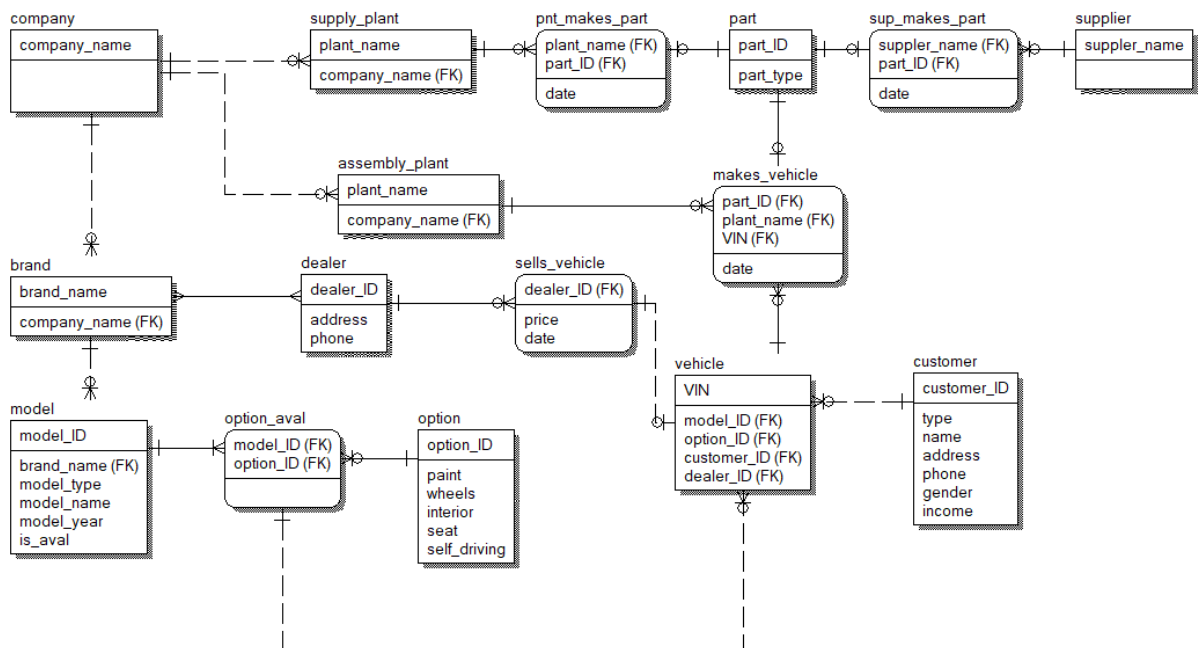 company
company_name
supply_plant
plant_name
company_name (FK)
pnt_makes_part
plant_name (FK)
part_ID (FK)
date
part
part_ID
part_type
sup_makes_part
suppler_name (FK)
part_ID (FK)
date
supplier
suppler_name
assembly_plant
plant_name
company_name (FK)
makes_vehicle
part_ID (FK)
plant_name (FK)
VIN (FK)
date
brand
brand_name
company_name (FK)
dealer
dealer_ID
address
phone
sells_vehicle
dealer_ID (FK)
price
date
vehicle
VIN
model_ID (FK)
option_ID (FK)
customer_ID (FK)
dealer_ID (FK)
customer
customer_ID
type
name
address
phone
gender
income
model
model_ID
brand_name (FK)
model_type
model_name
model_year
is_aval
option_aval
model_ID (FK)
option_ID (FK)
option
option_ID
paint
wheels
interior
seat
self_driving